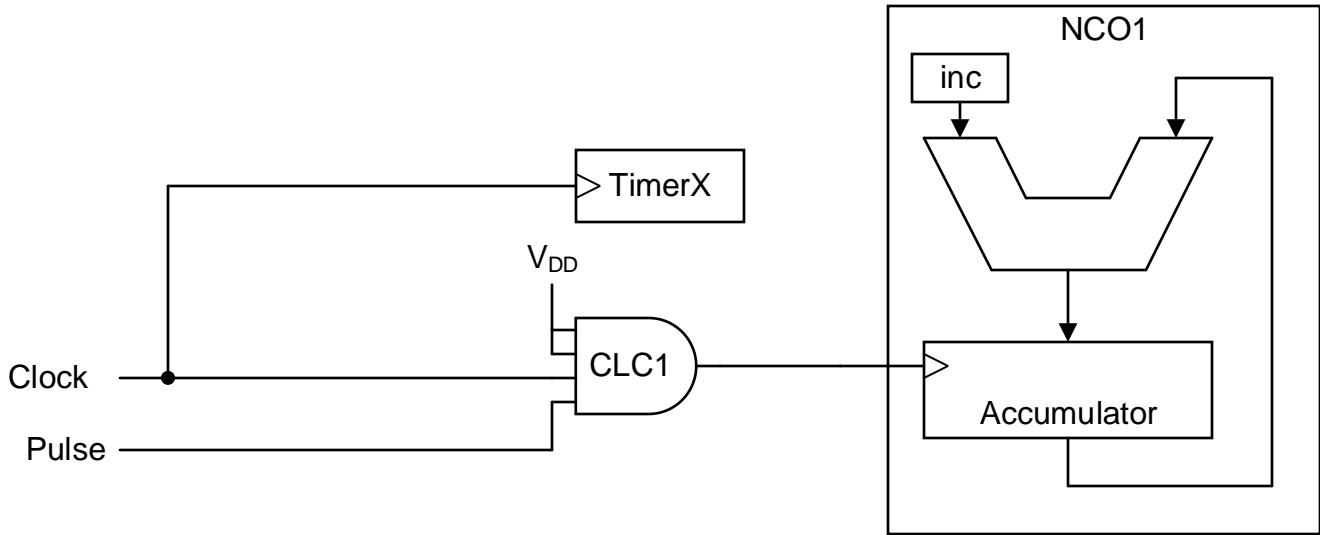 NCO1
inc
TimerX
VDD
CLC1
Clock
Accumulator
Pulse